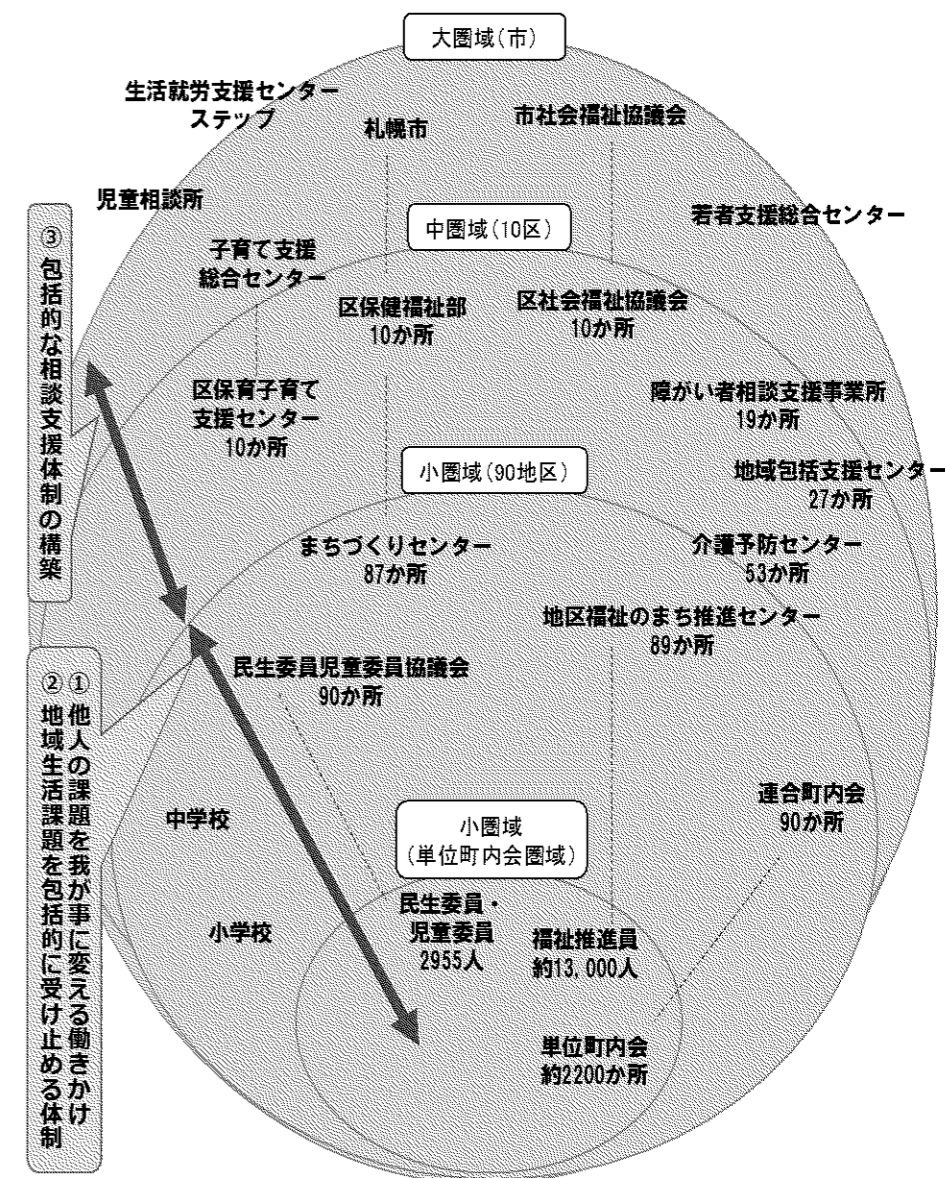 大圏域(市)
生活就労支援センター
ステップ
札幌市
市社会福祉協議会
児童相談所
若者支援総合センター
中圏域(10区)
子育て支援
総合センター
区保健福祉部
10か所
区社会福祉協議会
10か所
区保育子育て
支援センター
10か所
障がい者相談支援事業所
19か所
地域包括支援センター
27か所
小圏域(90地区)
まちづくりセンター
87か所
介護予防センター
53か所
地区福祉のまち推進センター
89か所
民生委員児童委員協議会
90か所
中学校
小学校
連合町内会
90か所
小圏域
(単位町内会圏域)
民生委員・
児童委員
2955人
福祉推進員
約13,000人
単位町内会
約2200か所
③包括的な相談支援体制の構築
①他人の課題を我が事に変える働きかけ
②地域生活課題を包括的に受け止める体制